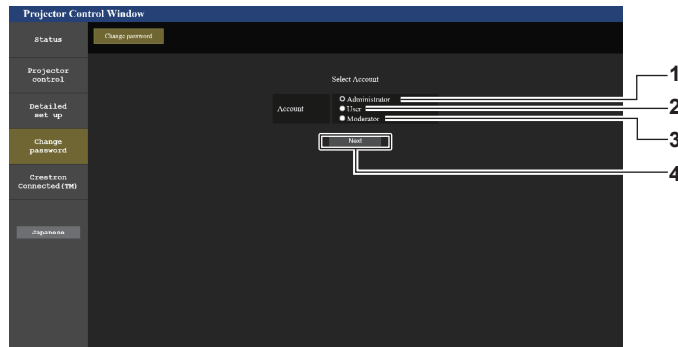 Projector Control Window
Status
Change password
Projector
control
Select Account
1
Administrator
Account
User
2
Detailed
set up
Moderator
3
Change
password
Next
4
Crestron
Connected(TM)
Japanese